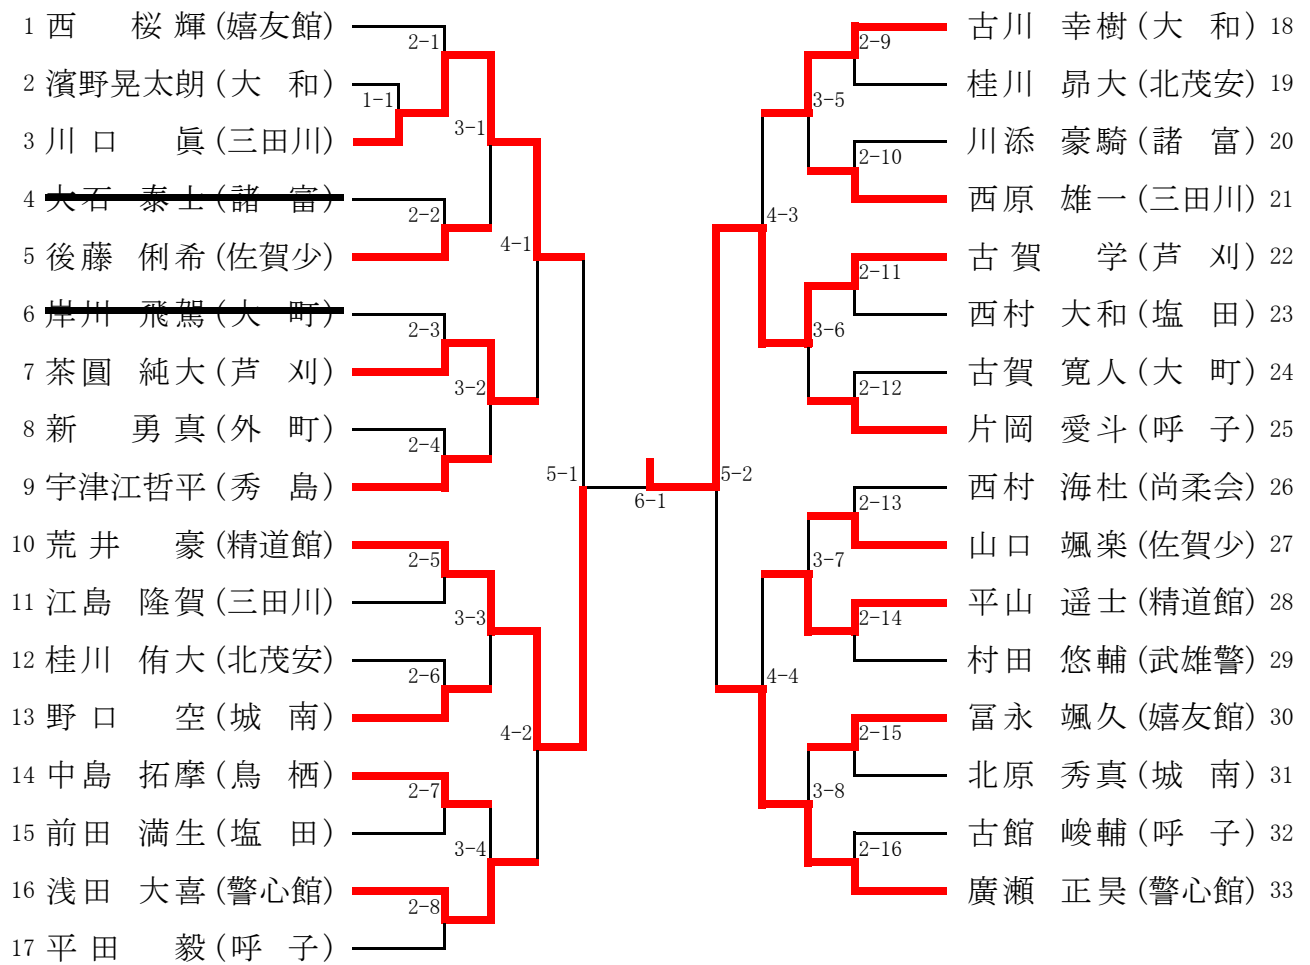 1 西 桜輝(嬉友館)
2-1
2 濱野晃太朗(大 和)
1-1
3 川口 眞(三田川)
3-1
4 大石 泰士(諸 富)
2-2
5 後藤 俐希(佐賀少)
4-1
6 岸川 飛鴽(大 町)
2-3
7 茶圓 純大(芦 刈)
3-2
8 新 勇真(外 町)
2-4
9 宇津江哲平(秀 島)
5-1
10 荒井 豪(精道館)
2-5
11 江島 隆賀(三田川)
3-3
12 桂川 侑大(北茂安)
2-6
13 野口 空(城 南)
4-2
14 中島 拓摩(鳥 栖)
2-7
15 前田 満生(塩 田)
3-4
16 浅田 大喜(警心館)
2-8
17 平田 毅(呼 子)
6-1
古川 幸樹(大 和) 18
2-9
桂川 昴大(北茂安) 19
3-5
川添 豪騎(諸 富) 20
2-10
西原 雄一(三田川) 21
4-3
古賀 学(芦 刈) 22
2-11
西村 大和(塩 田) 23
3-6
古賀 寛人(大 町) 24
2-12
片岡 愛斗(呼 子) 25
5-2
西村 海杜(尚柔会) 26
2-13
山口 颯楽(佐賀少) 27
3-7
平山 遥士(精道館) 28
2-14
村田 悠輔(武雄警) 29
4-4
冨永 颯久(嬉友館) 30
2-15
北原 秀真(城 南) 31
3-8
古館 峻輔(呼 子) 32
2-16
廣瀬 正昊(警心館) 33